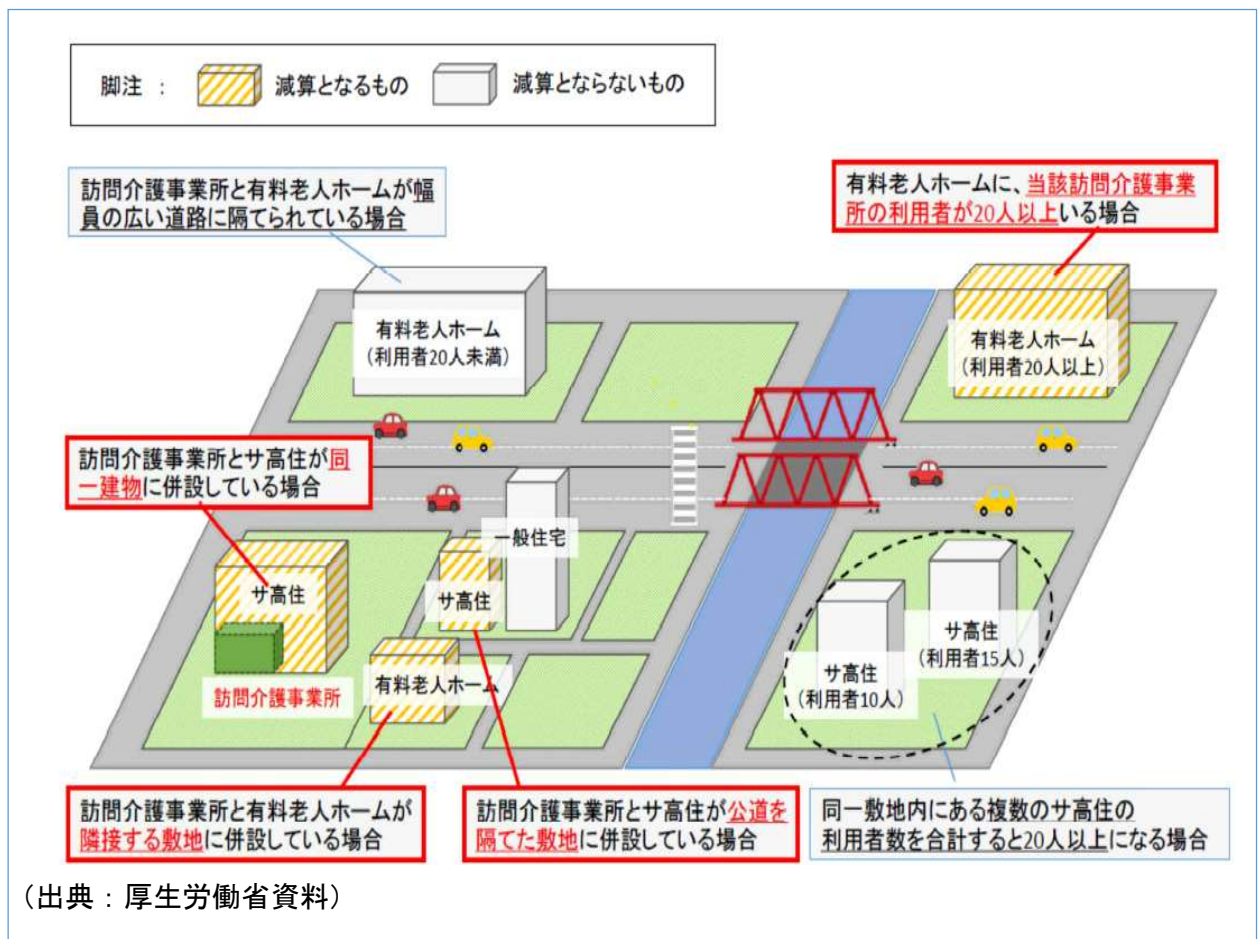 脚注 :
減算となるもの
減算とならないもの
訪問介護事業所と有料老人ホームが幅
員の広い道路に隔てられている場合
有料老人ホームに、当該訪問介護事業
所の利用者が20人以上いる場合
有料老人ホーム
(利用者20人未満)
有料老人ホーム
(利用者20人以上)
訪問介護事業所とサ高住が同
一建物に併設している場合
一般住宅
サ高住
サ高住
訪問介護事業所
有料老人ホーム
サ高住
(利用者15人)
サ高住
(利用者10人)
訪問介護事業所と有料老人ホームが
隣接する敷地に併設している場合
訪問介護事業所とサ高住が公道を
隔てた敷地に併設している場合
同一敷地内にある複数のサ高住の
利用者数を合計すると20人以上になる場合
(出典:厚生労働省資料)